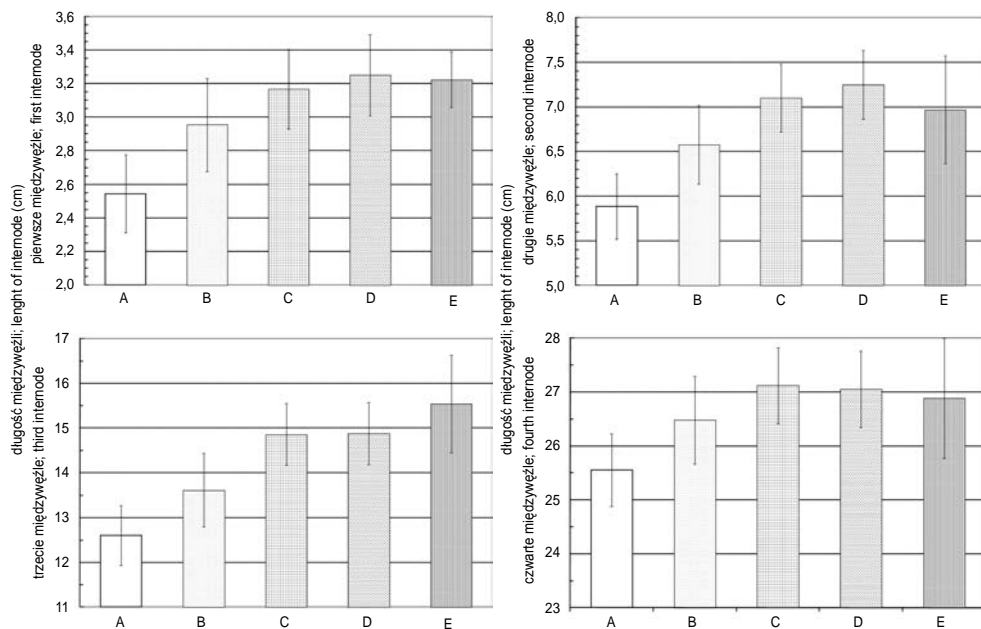 długość międzywęźli; lenght of internode (cm)
pierwsze międzywęźle; first internode
3,6
3,4
3,2
3,0
2,8
2,6
2,4
2,2
2,0
A B C D E
długość międzywęźli; lenght of internode (cm)
drugie międzywęźle; second internode
8,0
7,5
7,0
6,5
6,0
5,5
5,0
A B C D E
trzecie międzywęźle; third internode
17
16
15
14
13
12
11
A B C D E
czwarte międzywęźle; fourth internode
28
27
26
25
24
23
A B C D E